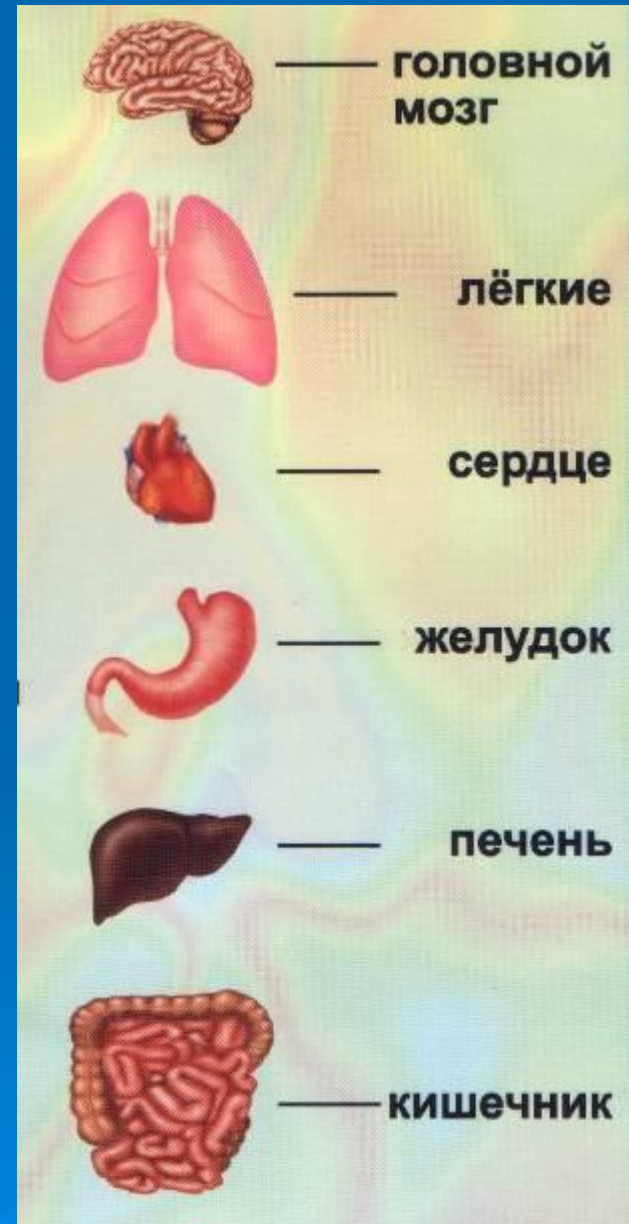 головной
мозг
лёгкие
сердце
желудок
печень
кишечник